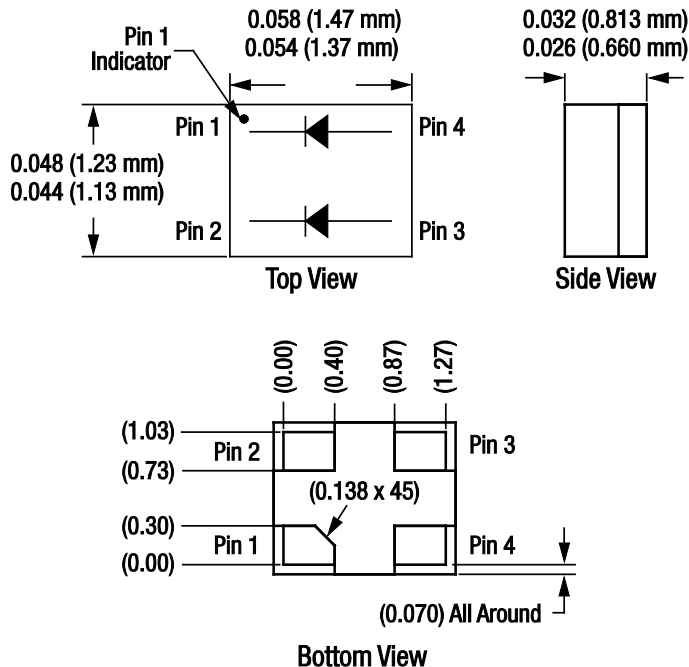 0.058 (1.47 mm)
0.054 (1.37 mm)
0.032 (0.813 mm)
0.026 (0.660 mm)
Pin 1
Indicator
Pin 1
Pin 4
0.048 (1.23 mm)
0.044 (1.13 mm)
Pin 2
Pin 3
Top View
Side View
(0.00)
(0.40)
(0.87)
(1.27)
(1.03)
Pin 2
Pin 3
(0.73)
(0.138 x 45)
(0.30)
Pin 1
Pin 4
(0.00)
(0.070) All Around
Bottom View